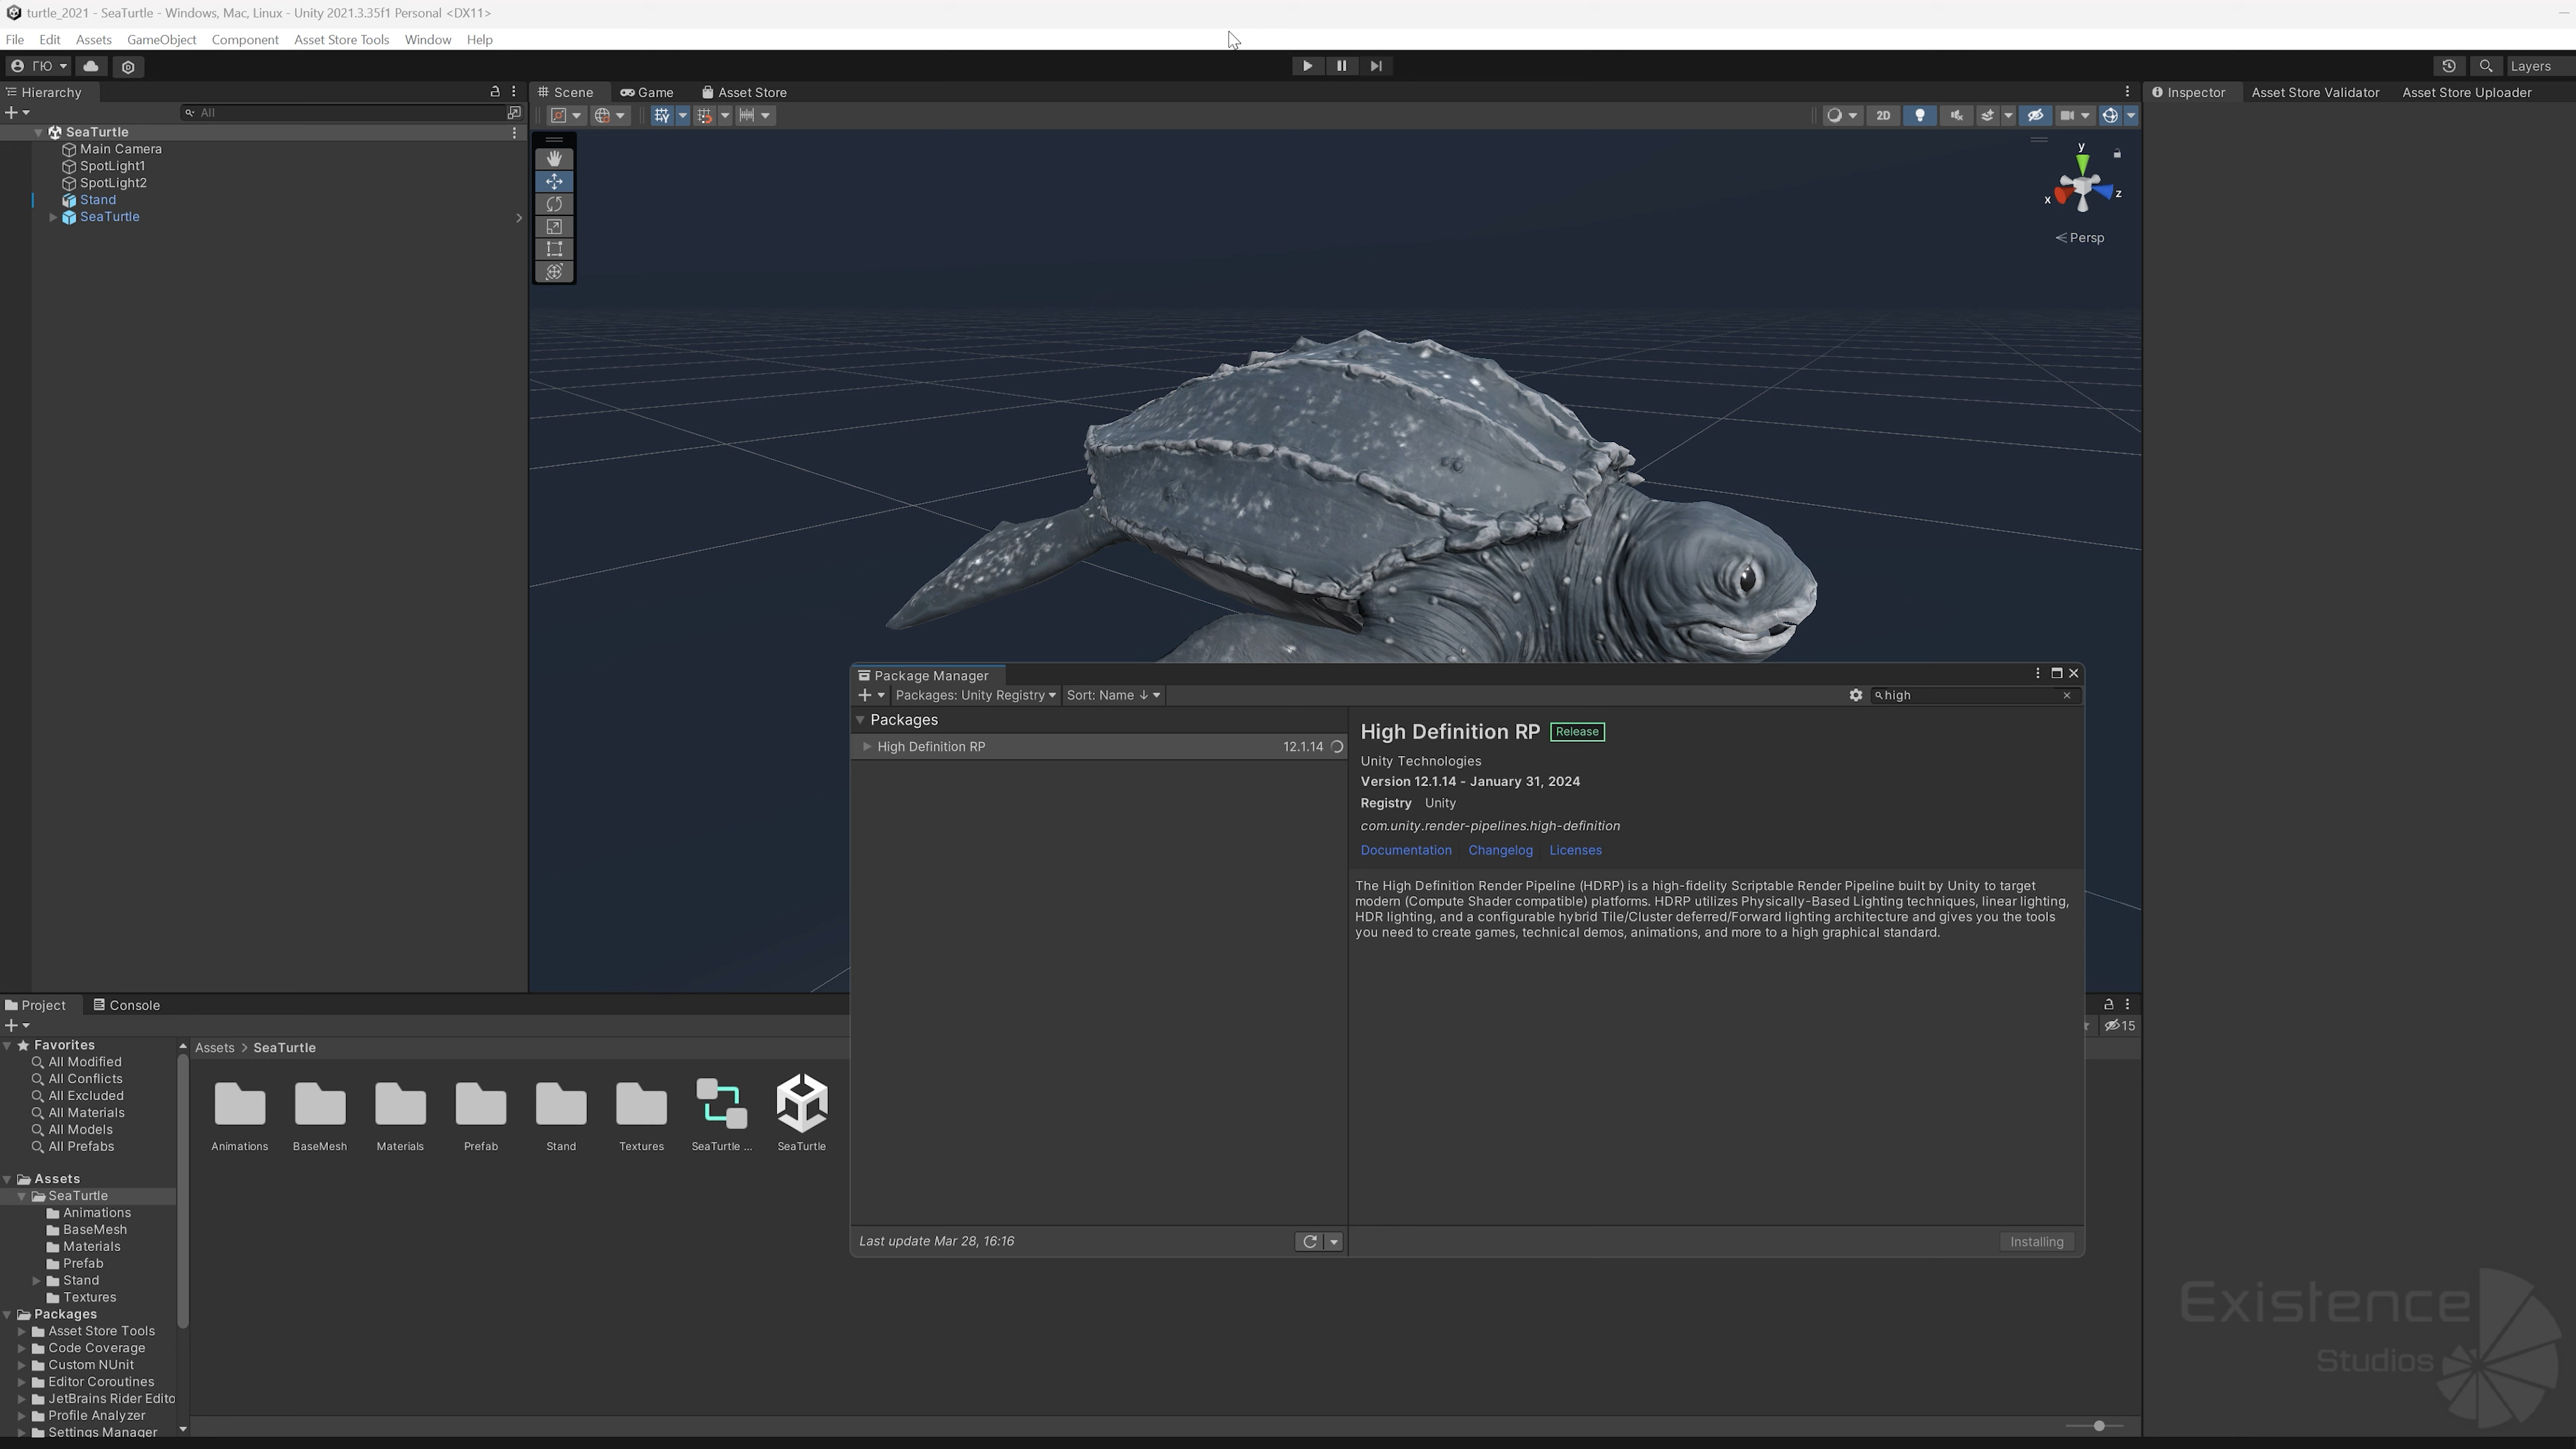 turtle_2021 - SeaTurtle - Windows, Mac, Linux - Unity 2021.3.35f1 Personal <DX11>
File Edit Assets GameObject Component Asset Store Tools Window Help
ГЮ
Layers
Hierarchy
All
SeaTurtle
Main Camera
SpotLight1
SpotLight2
Stand
SeaTurtle
Scene Game Asset Store
2D
y
x
z
Persp
Inspector Asset Store Validator Asset Store Uploader
Package Manager
Packages: Unity Registry Sort: Name ↓ high
Packages
High Definition RP 12.1.14
High Definition RP Release
Unity Technologies
Version 12.1.14 - January 31, 2024
Registry Unity
com.unity.render-pipelines.high-definition
Documentation Changelog Licenses
The High Definition Render Pipeline (HDRP) is a high-fidelity Scriptable Render Pipeline built by Unity to target
modern (Compute Shader compatible) platforms. HDRP utilizes Physically-Based Lighting techniques, linear lighting,
HDR lighting, and a configurable hybrid Tile/Cluster deferred/Forward lighting architecture and gives you the tools
you need to create games, technical demos, animations, and more to a high graphical standard.
Last update Mar 28, 16:16
Installing
Project Console
15
Favorites
All Modified
All Conflicts
All Excluded
All Materials
All Models
All Prefabs
Assets
SeaTurtle
Animations
BaseMesh
Materials
Prefab
Stand
Textures
Packages
Asset Store Tools
Code Coverage
Custom NUnit
Editor Coroutines
JetBrains Rider Edito
Profile Analyzer
Settings Manager
Assets > SeaTurtle
Animations BaseMesh Materials Prefab Stand Textures SeaTurtle ... SeaTurtle
Existence
Studios